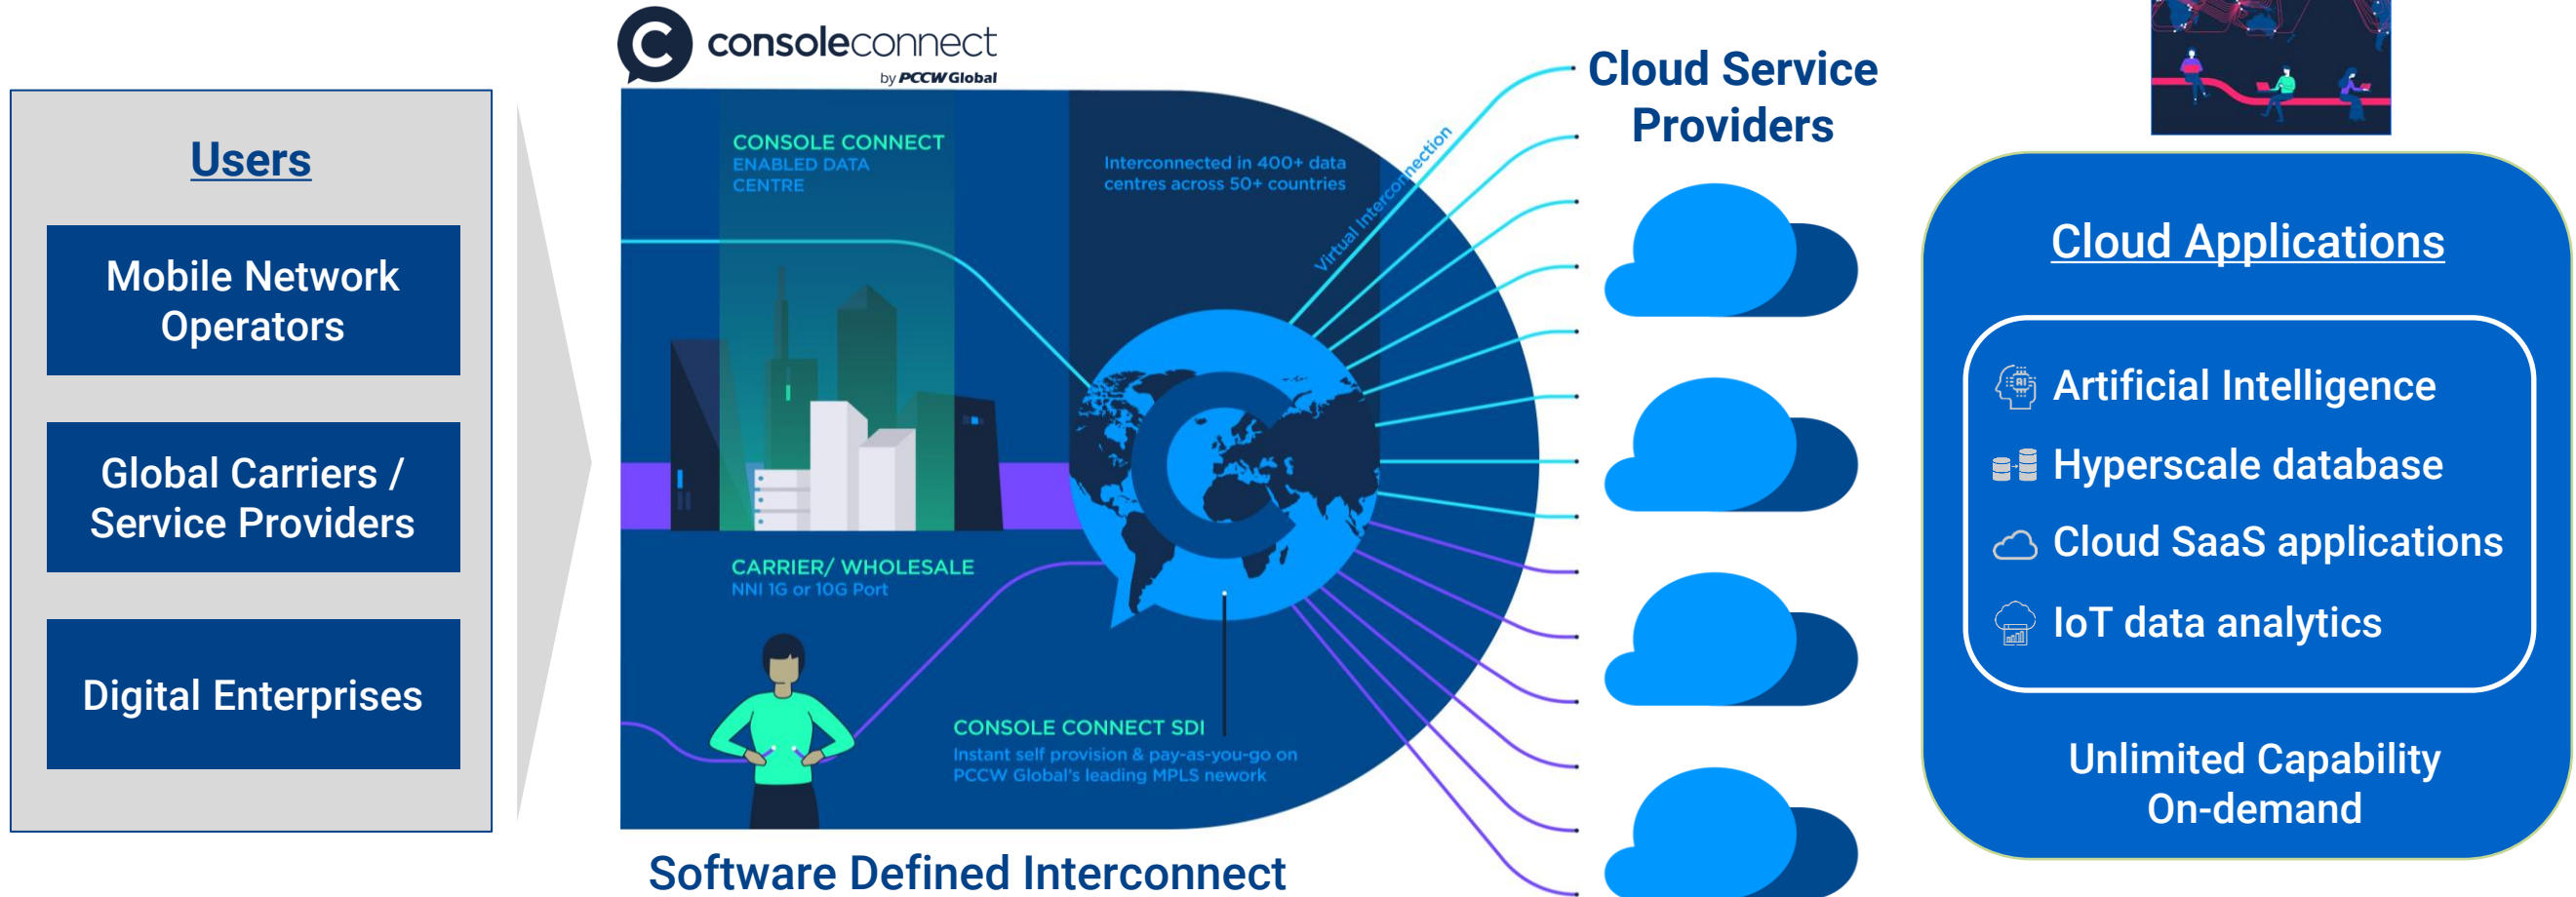 C consoleconnect
by PCCW Global
Users
Mobile Network
Operators
Global Carriers /
Service Providers
Digital Enterprises
CONSOLE CONNECT
ENABLED DATA
CENTRE
Interconnected in 400+ data
centres across 50+ countries
Virtual Interconnection
CARRIER/ WHOLESALE
NNI 1G or 10G Port
CONSOLE CONNECT SDI
Instant self provision & pay-as-you-go on
PCCW Global's leading MPLS nework
Software Defined Interconnect
Cloud Service
Providers
Cloud Applications
AI
Artificial Intelligence
Hyperscale database
Cloud SaaS applications
IoT data analytics
Unlimited Capability
On-demand